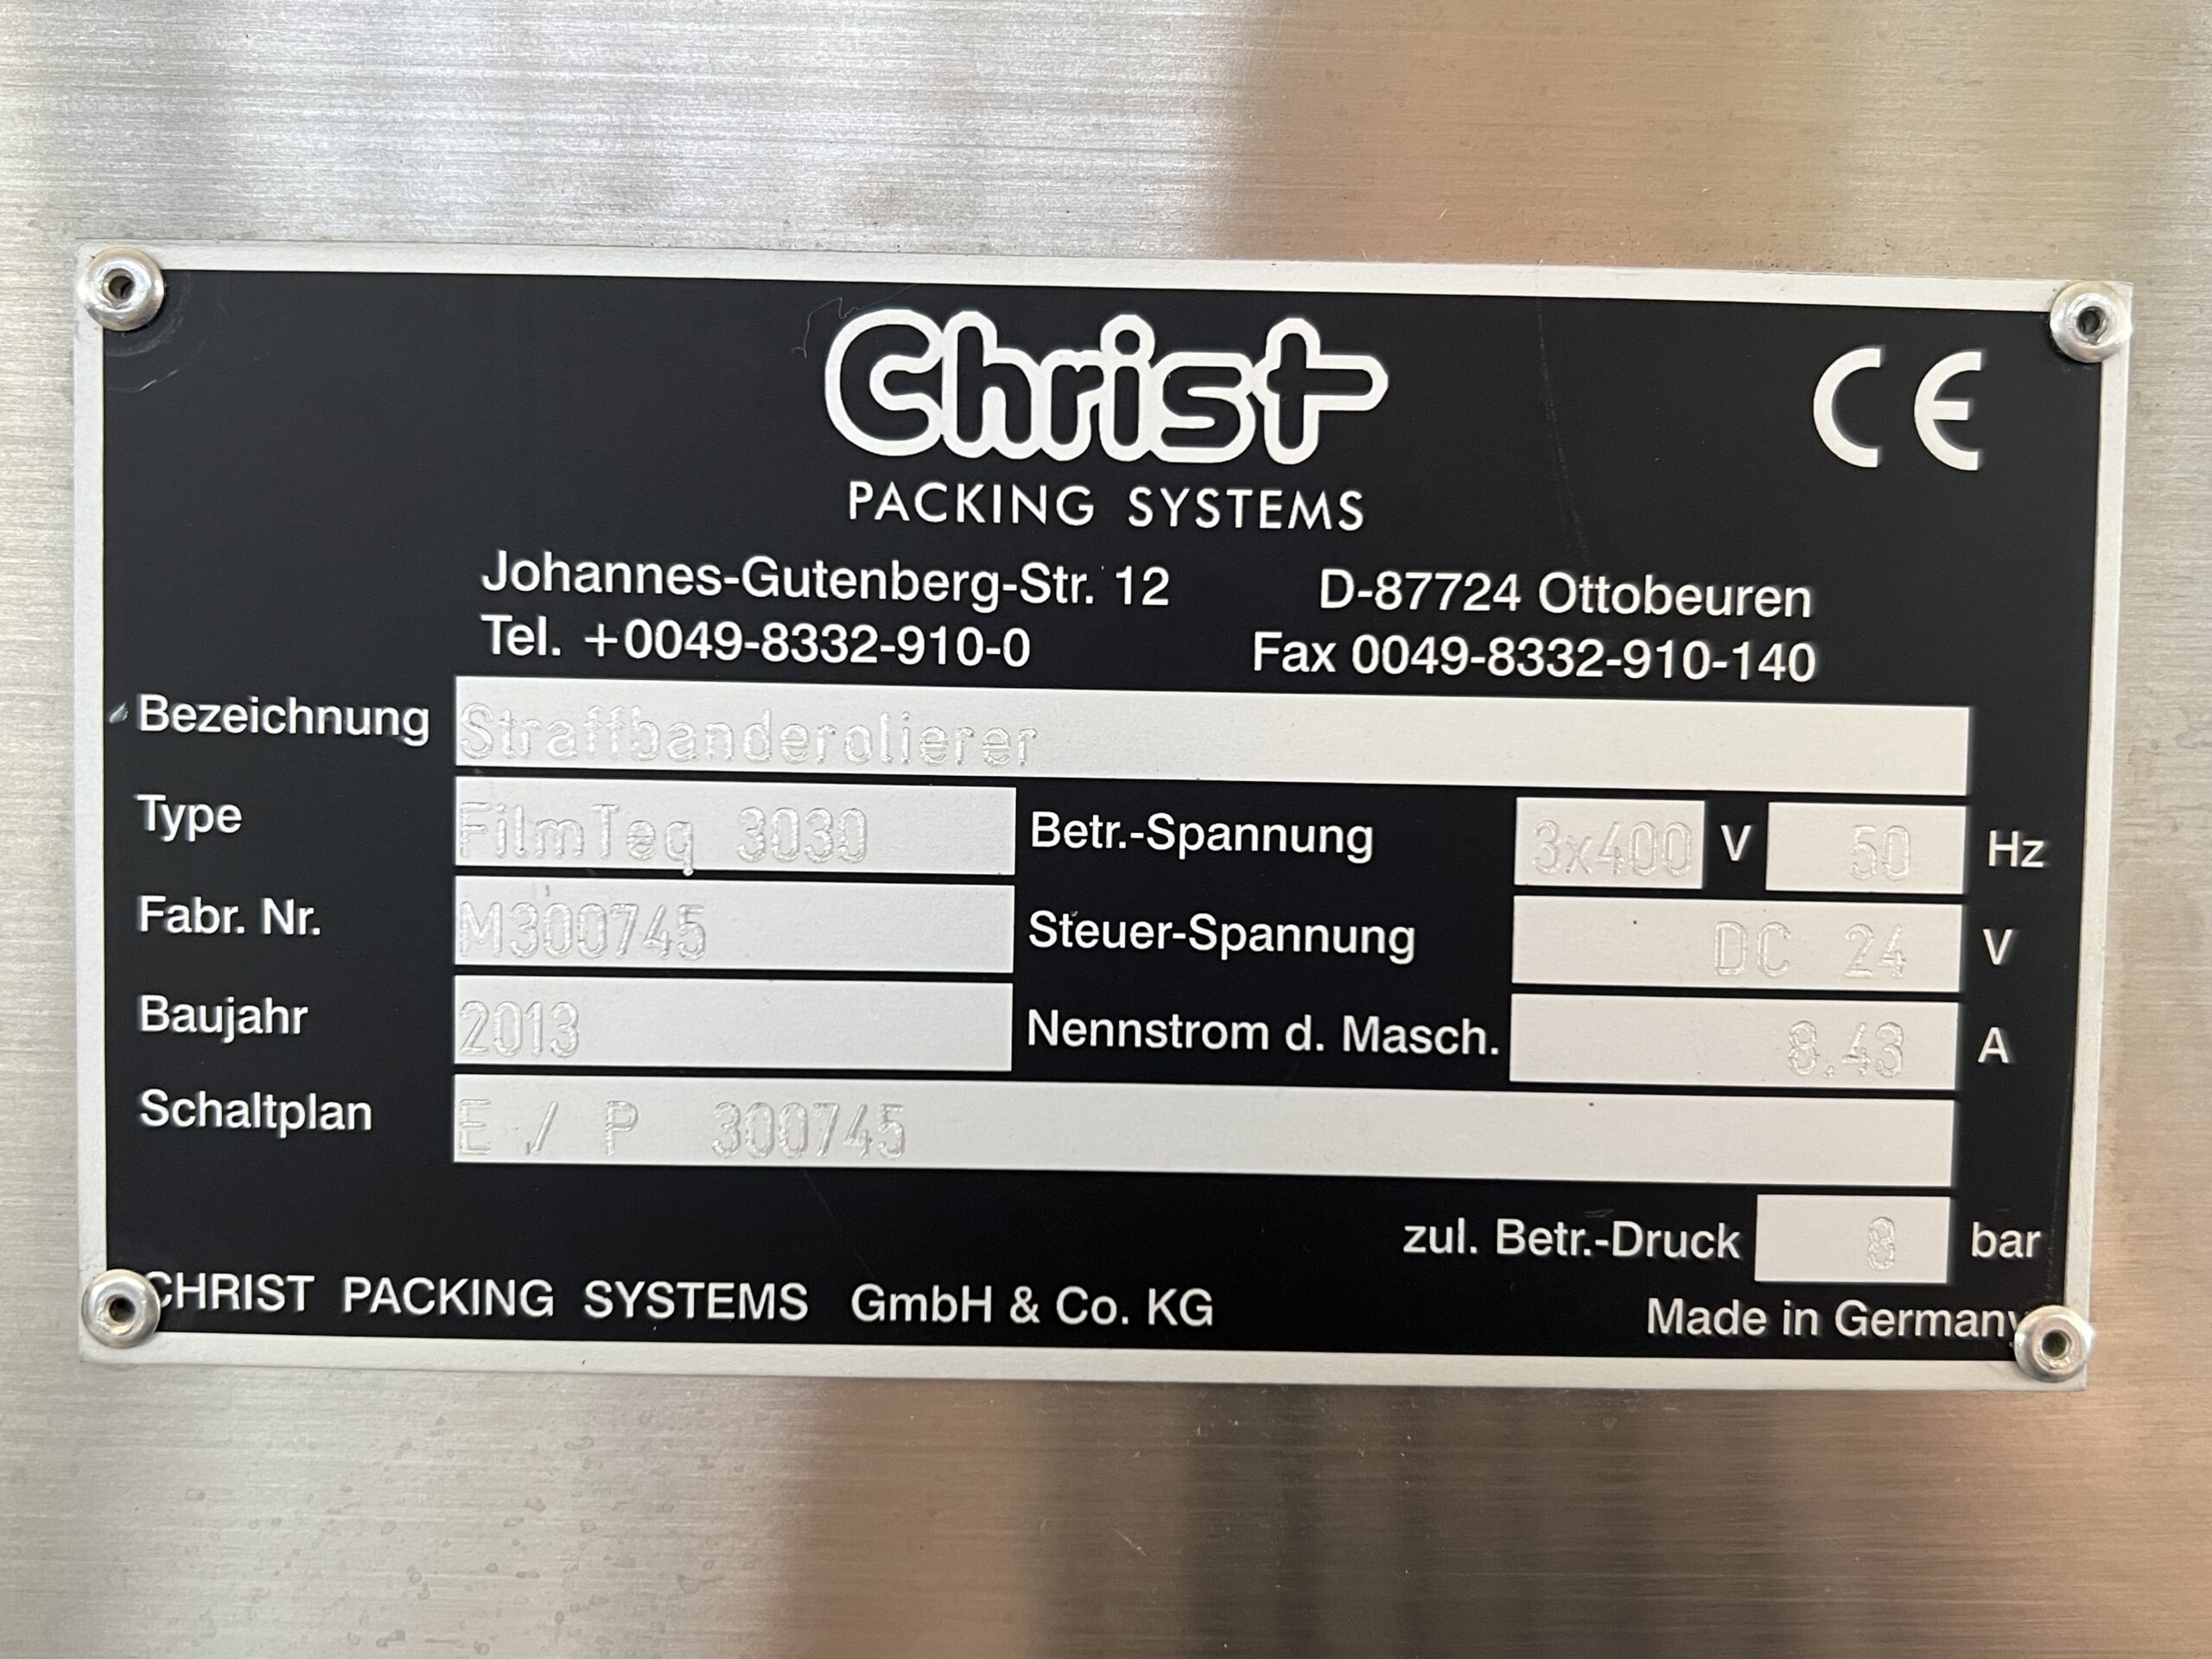 Christ
CE
PACKING SYSTEMS
Johannes-Gutenberg-Str. 12 D-87724 Ottobeuren
Tel. +0049-8332-910-0 Fax 0049-8332-910-140
Bezeichnung Straffbanderolierer
Type FilmTeq 3030 Betr.-Spannung 3x400 V 50 Hz
Fabr. Nr. M300745 Steuer-Spannung DC 24 V
Baujahr 2013 Nennstrom d. Masch. 8,43 A
Schaltplan E / P 300745
zul. Betr.-Druck 8 bar
CHRIST PACKING SYSTEMS GmbH & Co. KG Made in Germany